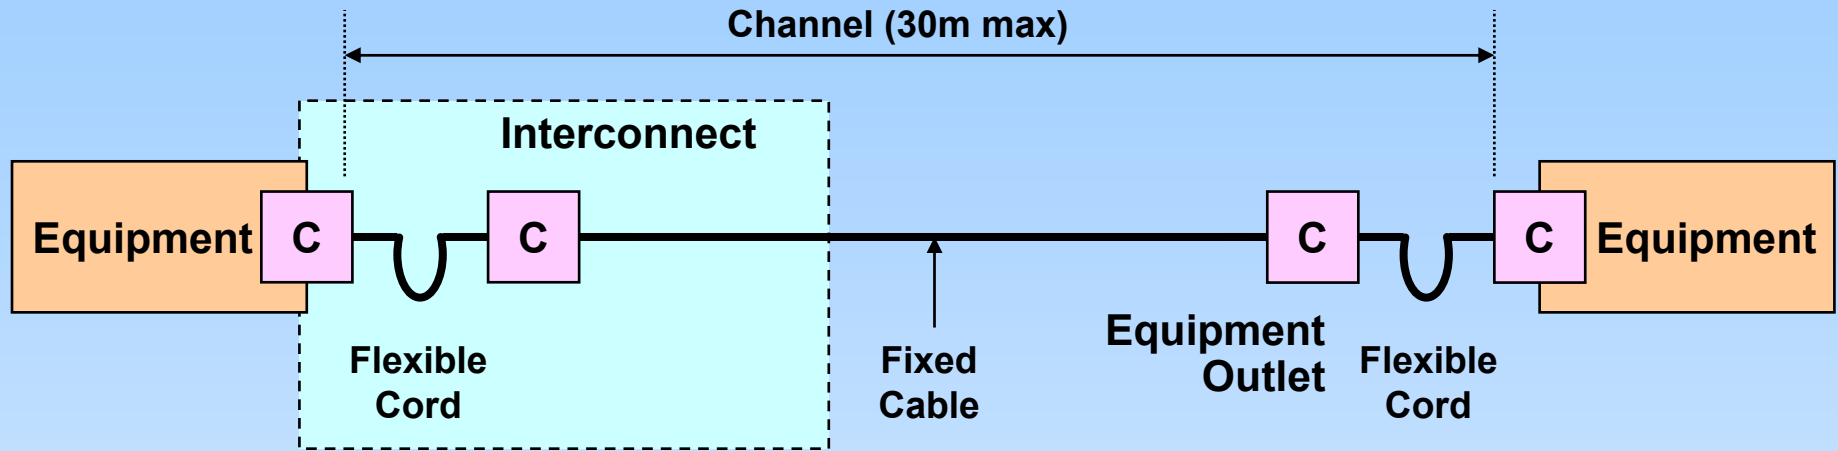 Channel (30m max)
Interconnect
Equipment
C
C
C
C
Equipment
Flexible
Cord
Fixed
Cable
Equipment
Outlet
Flexible
Cord